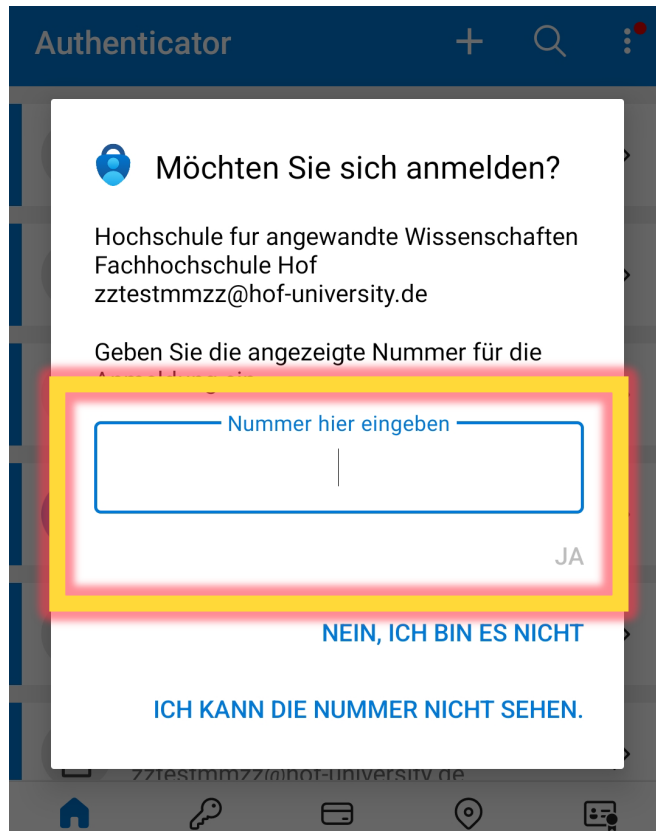 Authenticator
Möchten Sie sich anmelden?
Hochschule fur angewandte Wissenschaften
Fachhochschule Hof
zztestmmzz@hof-university.de
Geben Sie die angezeigte Nummer für die
Anmeldung ein.
Nummer hier eingeben
JA
NEIN, ICH BIN ES NICHT
ICH KANN DIE NUMMER NICHT SEHEN.
zztestmmzz@hof-university.de